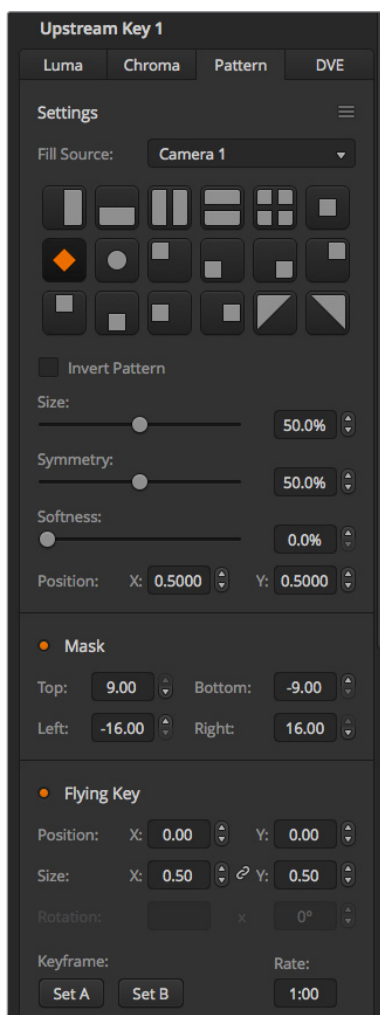 Upstream Key 1
Luma Chroma Pattern DVE
Settings
Fill Source: Camera 1
Invert Pattern
Size:
50.0%
Symmetry:
50.0%
Softness:
0.0%
Position: X: 0.5000 Y: 0.5000
Mask
Top: 9.00 Bottom: -9.00
Left: -16.00 Right: 16.00
Flying Key
Position: X: 0.00 Y: 0.00
Size: X: 0.50 Y: 0.50
Rotation: x 0°
Keyframe: Rate:
Set A Set B 1:00